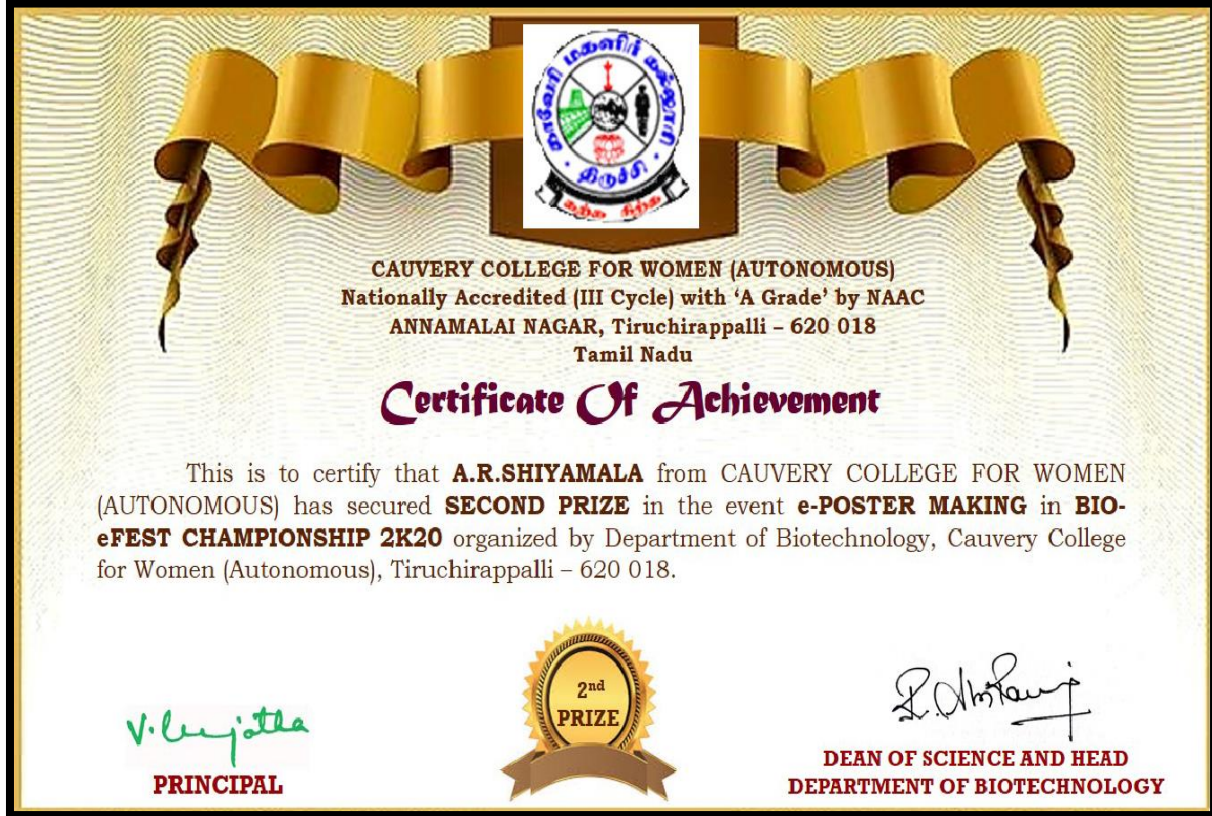 காவேரி மகளிர் கல்லூரி
திருச்சி
கற்க நிற்க
CAUVERY COLLEGE FOR WOMEN (AUTONOMOUS)
Nationally Accredited (III Cycle) with ‘A Grade’ by NAAC
ANNAMALAI NAGAR, Tiruchirappalli – 620 018
Tamil Nadu
Certificate Of Achievement
This is to certify that A.R.SHIYAMALA from CAUVERY COLLEGE FOR WOMEN
(AUTONOMOUS) has secured SECOND PRIZE in the event e-POSTER MAKING in BIO-
eFEST CHAMPIONSHIP 2K20 organized by Department of Biotechnology, Cauvery College
for Women (Autonomous), Tiruchirappalli – 620 018.
2nd
PRIZE
PRINCIPAL
DEAN OF SCIENCE AND HEAD
DEPARTMENT OF BIOTECHNOLOGY